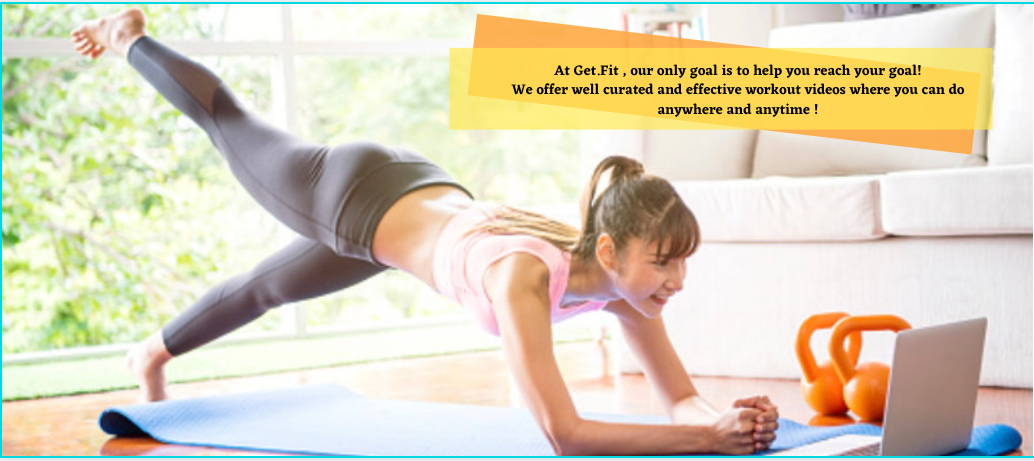 At Get.Fit , our only goal is to help you reach your goal!
We offer well curated and effective workout videos where you can do
anywhere and anytime !